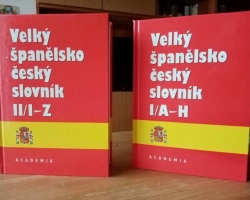 Velký
španělsko
český
slovník
II/I–Z
ACADEMIA
Velký
španělsko
český
slovník
I/A–H
ACADEMIA